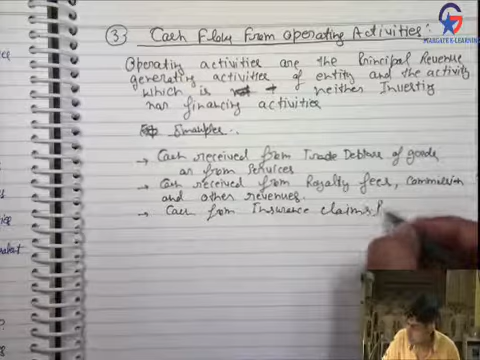 STARGATE E-LEARNING
③ Cash Flow From Operating Activities:
Operating activities are the Principal Revenue
generating activities of entity and the activity
which is neither Investig
nor financing activities
Examples..
→ Cash received from Trade Debtors of goods
or from services
→ Cash received from Royalty fees, commission
and other revenues.
→ Cash from Insurance claims.